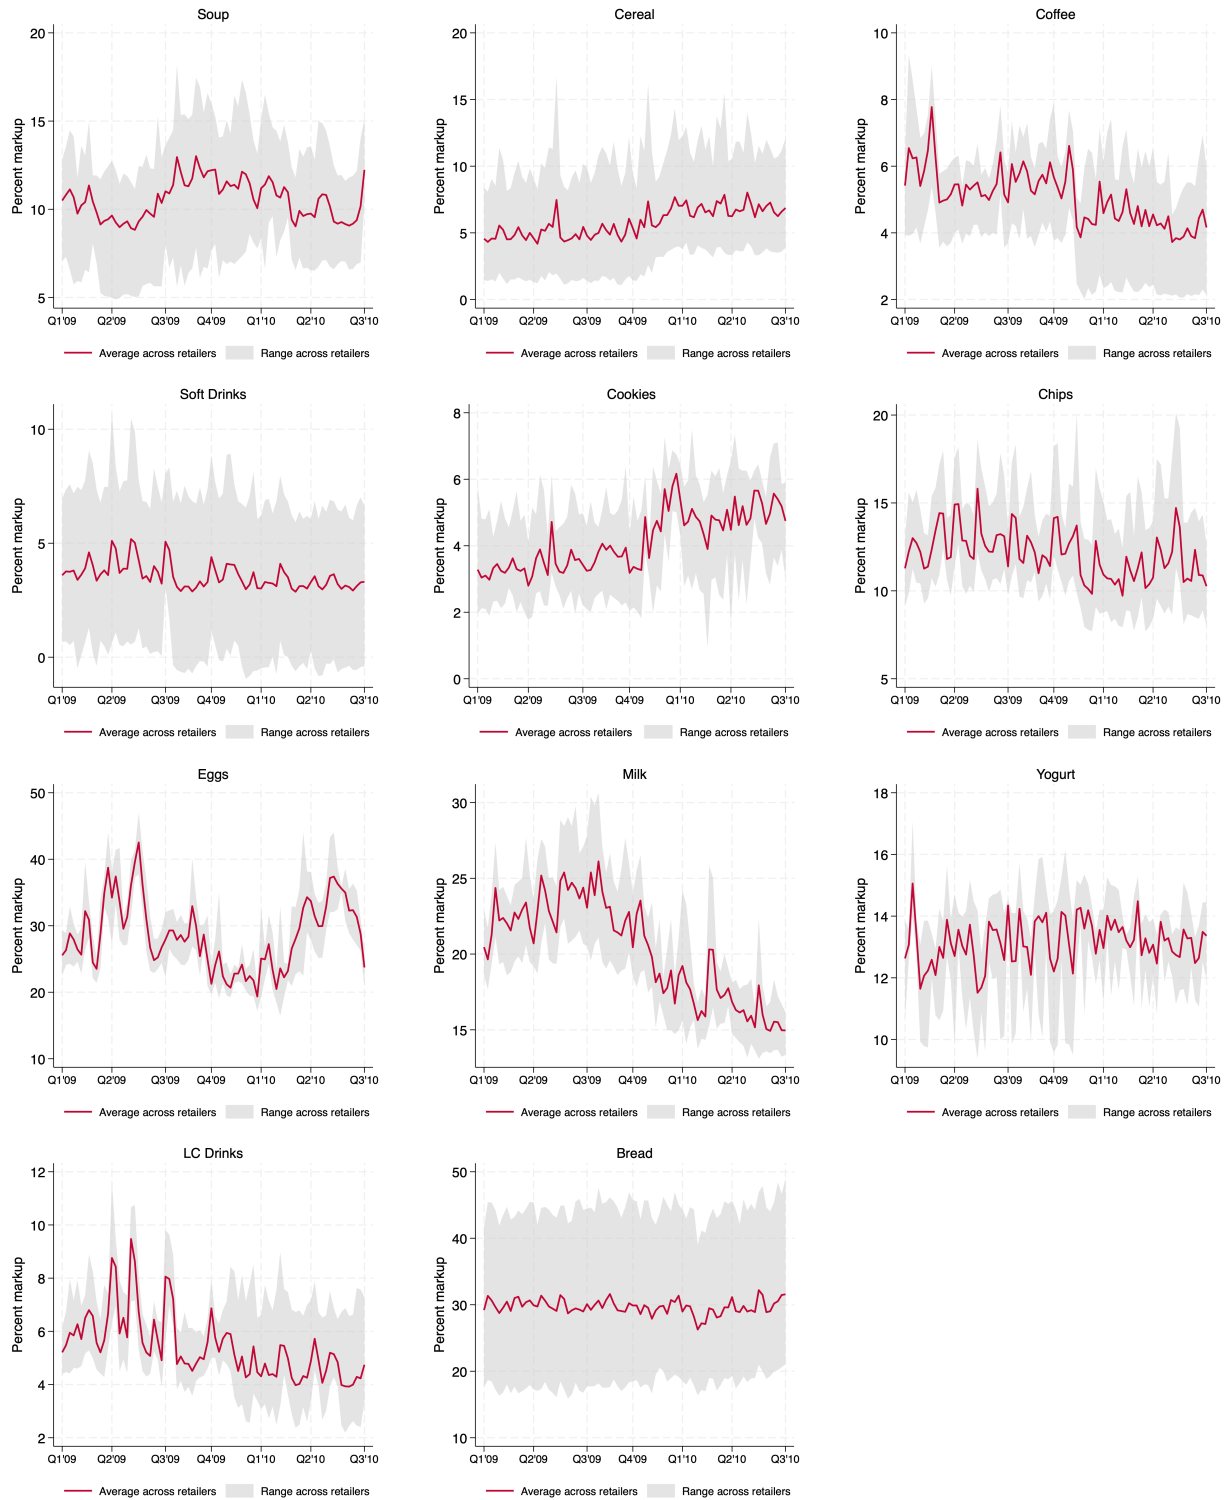 Soup
Percent markup
20
15
10
5
Q1'09 Q2'09 Q3'09 Q4'09 Q1'10 Q2'10 Q3'10
Average across retailers Range across retailers
Cereal
Percent markup
20
15
10
5
0
Q1'09 Q2'09 Q3'09 Q4'09 Q1'10 Q2'10 Q3'10
Average across retailers Range across retailers
Coffee
Percent markup
10
8
6
4
2
Q1'09 Q2'09 Q3'09 Q4'09 Q1'10 Q2'10 Q3'10
Average across retailers Range across retailers
Soft Drinks
Percent markup
10
5
0
Q1'09 Q2'09 Q3'09 Q4'09 Q1'10 Q2'10 Q3'10
Average across retailers Range across retailers
Cookies
Percent markup
8
6
4
2
0
Q1'09 Q2'09 Q3'09 Q4'09 Q1'10 Q2'10 Q3'10
Average across retailers Range across retailers
Chips
Percent markup
20
15
10
5
Q1'09 Q2'09 Q3'09 Q4'09 Q1'10 Q2'10 Q3'10
Average across retailers Range across retailers
Eggs
Percent markup
50
40
30
20
10
Q1'09 Q2'09 Q3'09 Q4'09 Q1'10 Q2'10 Q3'10
Average across retailers Range across retailers
Milk
Percent markup
30
25
20
15
Q1'09 Q2'09 Q3'09 Q4'09 Q1'10 Q2'10 Q3'10
Average across retailers Range across retailers
Yogurt
Percent markup
18
16
14
12
10
Q1'09 Q2'09 Q3'09 Q4'09 Q1'10 Q2'10 Q3'10
Average across retailers Range across retailers
LC Drinks
Percent markup
12
10
8
6
4
2
Q1'09 Q2'09 Q3'09 Q4'09 Q1'10 Q2'10 Q3'10
Average across retailers Range across retailers
Bread
Percent markup
50
40
30
20
10
Q1'09 Q2'09 Q3'09 Q4'09 Q1'10 Q2'10 Q3'10
Average across retailers Range across retailers